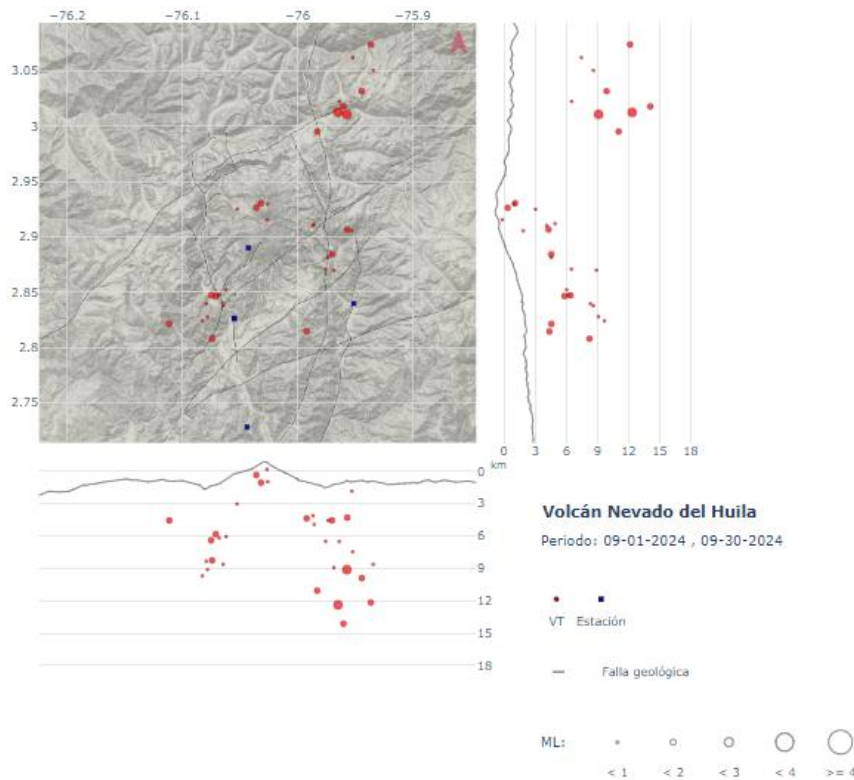 −76.2 −76.1 −76 −75.9
3.05
3
2.95
2.9
2.85
2.8
2.75
0 3 6 9 12 15 18
km
0
3
6
9
12
15
18
Volcán Nevado del Huila
Periodo: 09-01-2024 , 09-30-2024
VT Estación
Falla geológica
ML:
< 1 < 2 < 3 < 4 >= 4